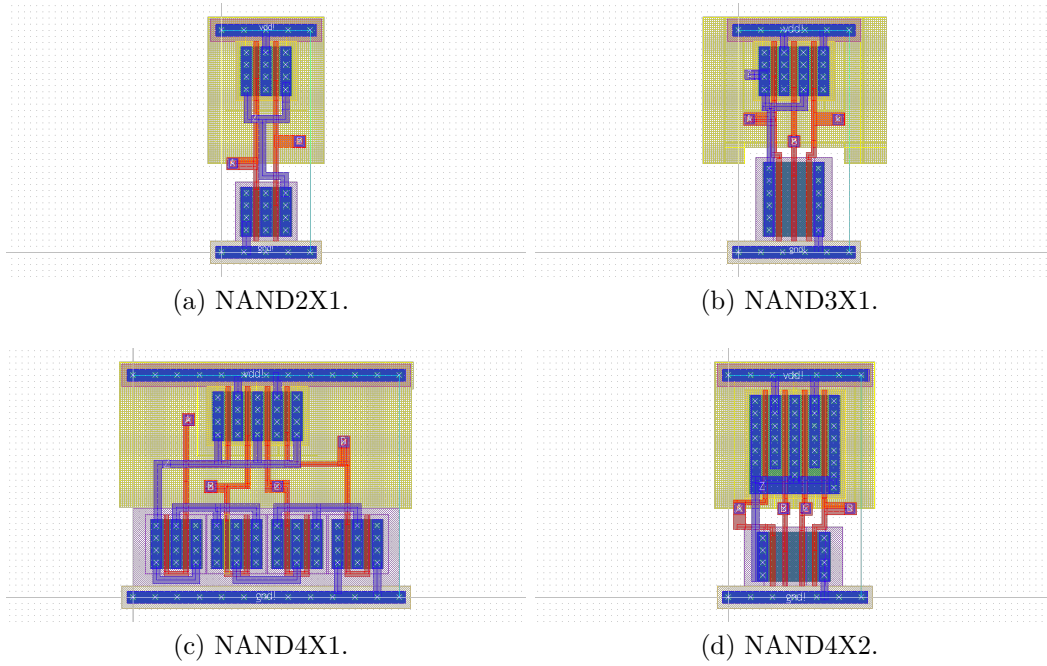 vdd!
A
B
gnd!
(a) NAND2X1.
vdd!
A
B
gnd!
(b) NAND3X1.
vdd!
A
B
gnd!
(c) NAND4X1.
vdd!
Z
A
B
gnd!
(d) NAND4X2.